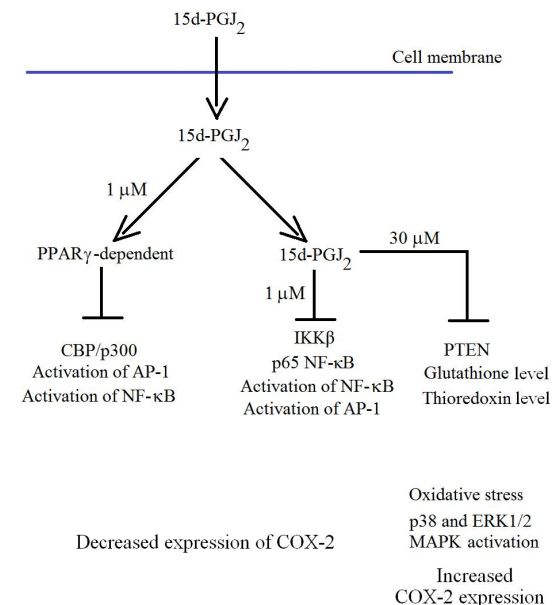 15d-PGJ2
Cell membrane
15d-PGJ2
1 μM
PPARγ-dependent
15d-PGJ2
30 μM
1 μM
CBP/p300
Activation of AP-1
Activation of NF-κB
IKKβ
p65 NF-κB
Activation of NF-κB
Activation of AP-1
PTEN
Glutathione level
Thioredoxin level
Decreased expression of COX-2
Oxidative stress
p38 and ERK1/2
MAPK activation
Increased
COX-2 expression